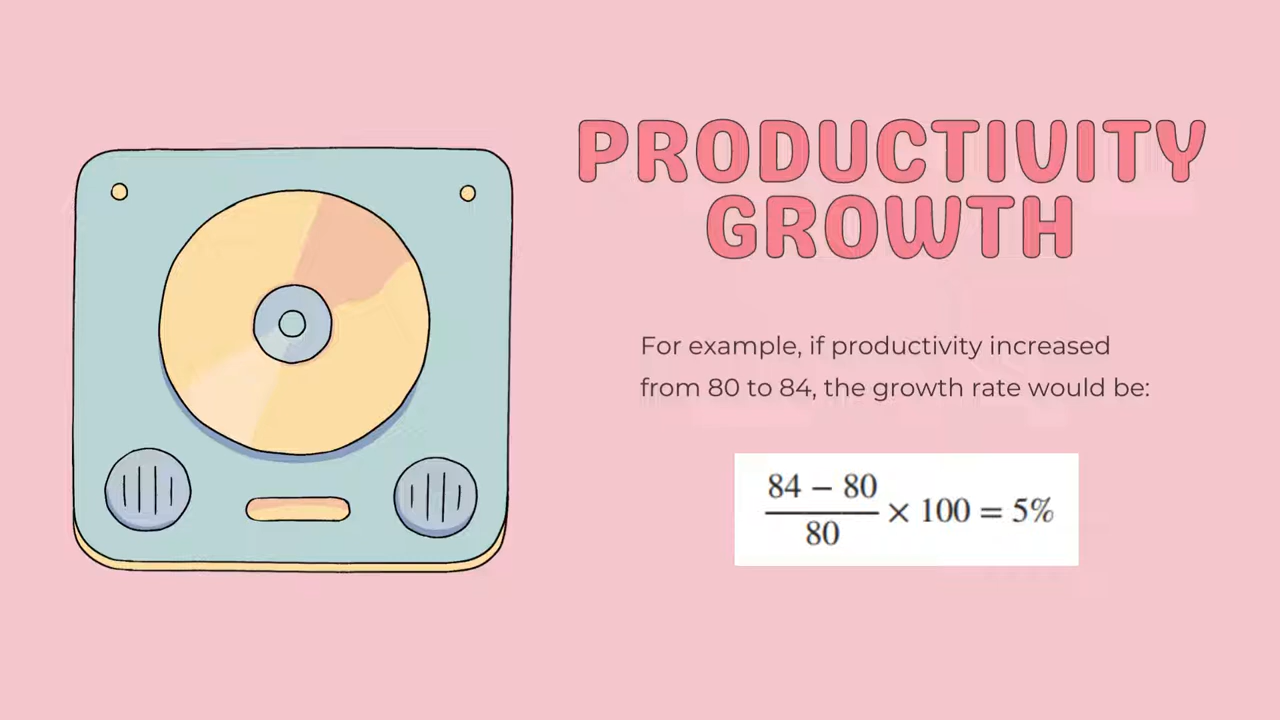 PRODUCTIVITY
GROWTH
For example, if productivity increased
from 80 to 84, the growth rate would be:
84 − 80
80
× 100 = 5%